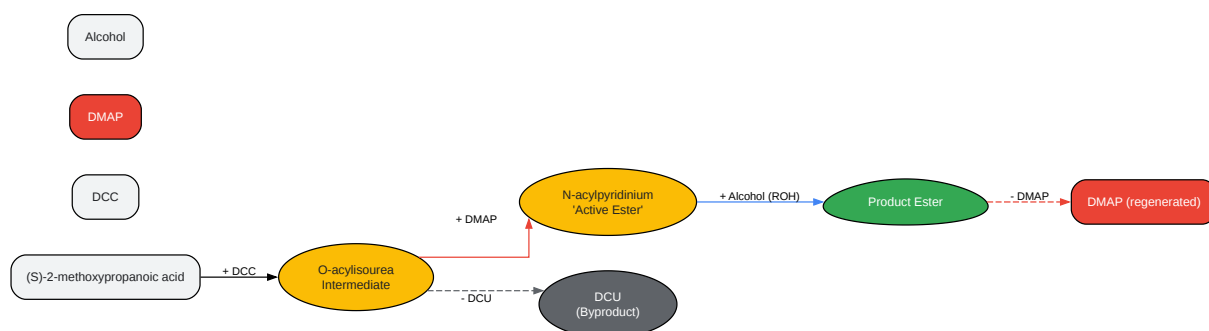 Alcohol
DMAP
DCC
(S)-2-methoxypropanoic acid
+ DCC
O-acylisourea
Intermediate
+ DMAP
- DCU
N-acylpyridinium
'Active Ester'
DCU
(Byproduct)
+ Alcohol (ROH)
Product Ester
- DMAP
DMAP (regenerated)